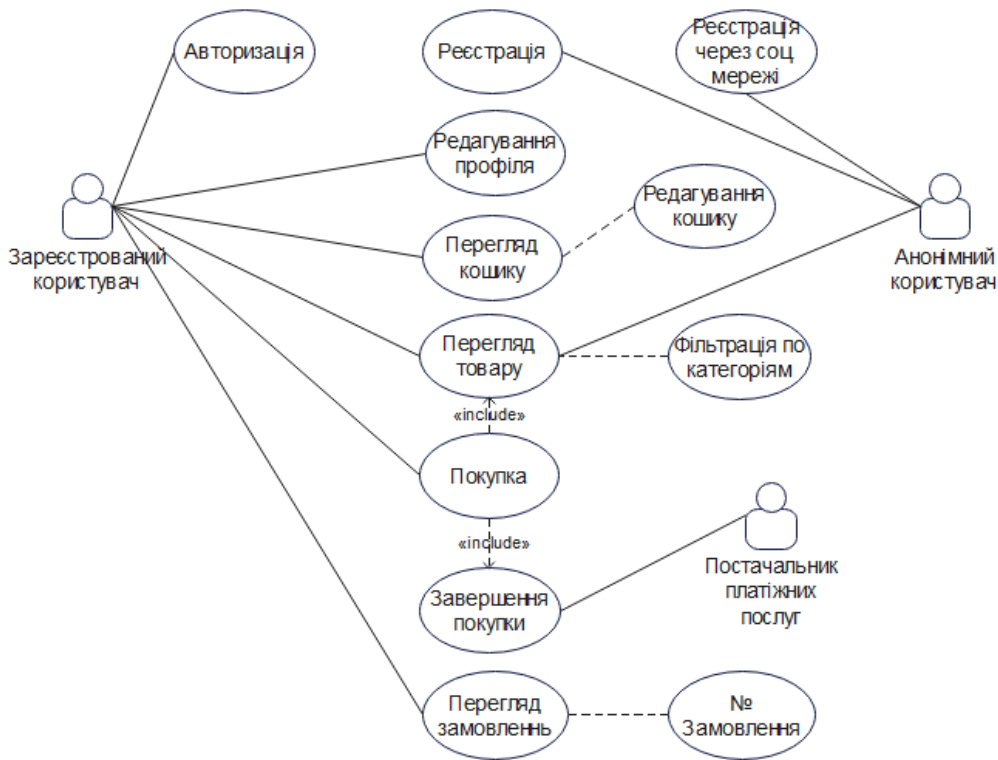 Авторизація
Реєстрація
Реєстрація
через соц.
мережі
Редагування
профіля
Редагування
кошику
Зареєстрований
користувач
Перегляд
кошику
Анонімний
користувач
Перегляд
товару
Фільтрація по
категоріям
«include»
Покупка
«include»
Постачальник
платіжних
послуг
Завершення
покупки
Перегляд
замовленнь
№
Замовлення